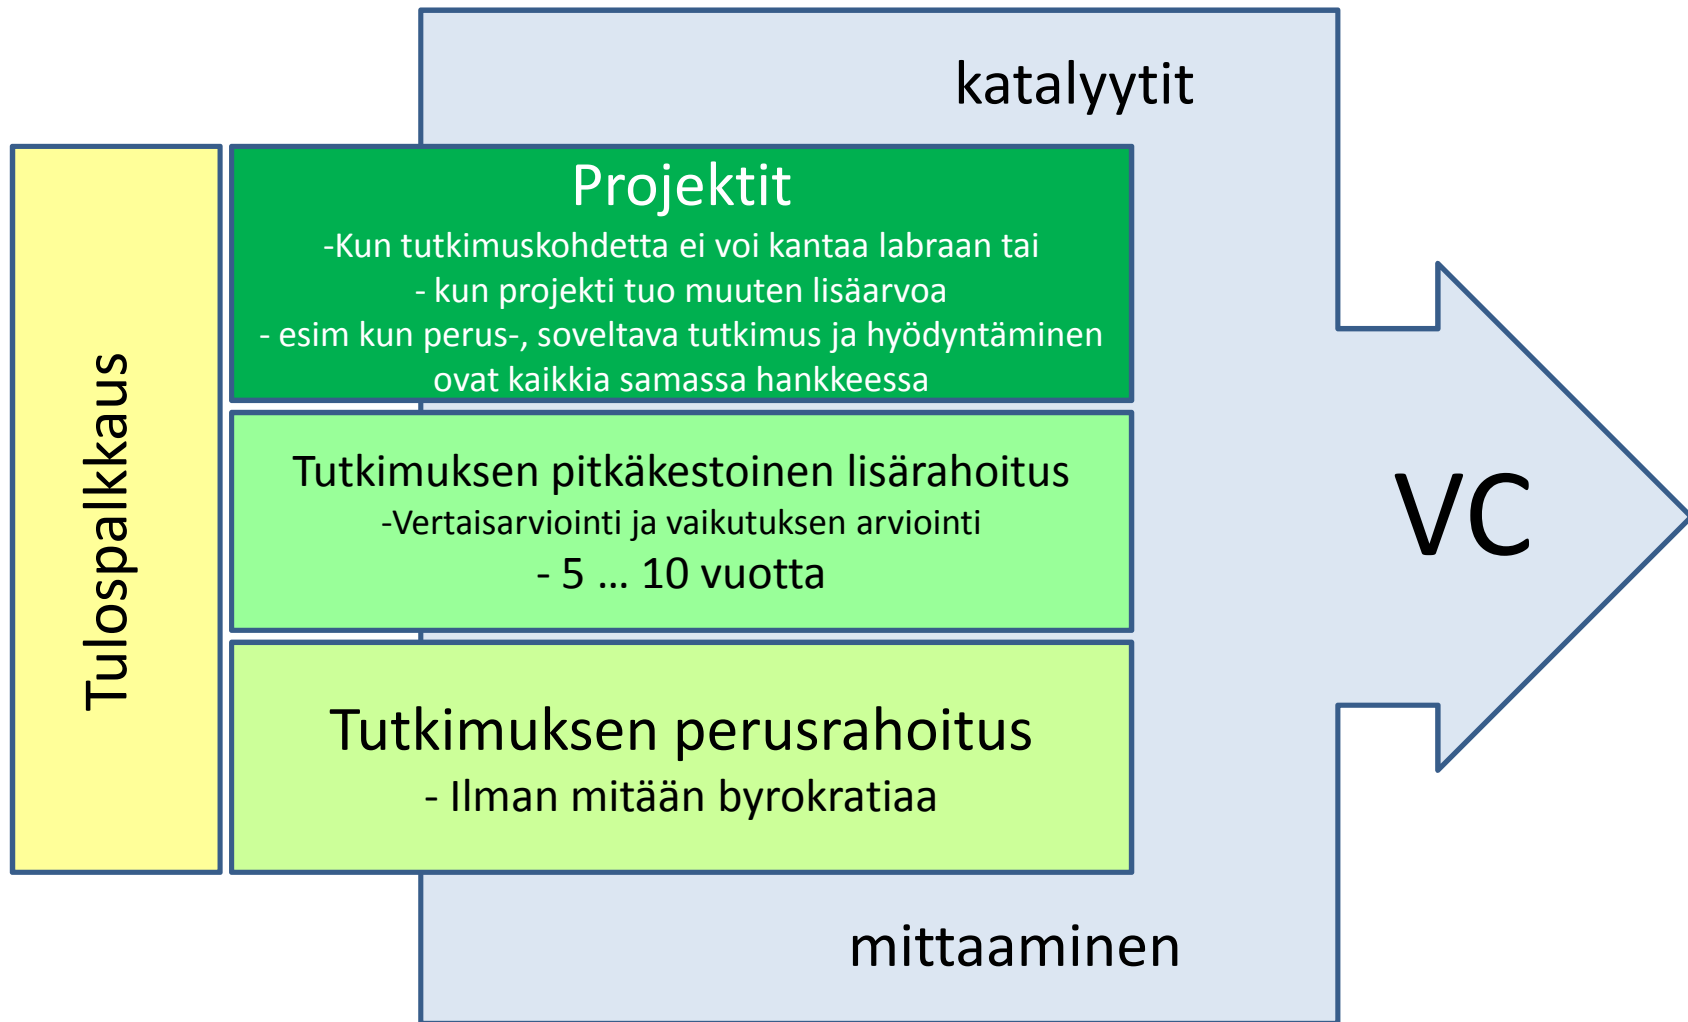 katalyytit
Tulospalkkaus
Projektit
-Kun tutkimuskohdetta ei voi kantaa labraan tai
- kun projekti tuo muuten lisäarvoa
- esim kun perus-, soveltava tutkimus ja hyödyntäminen
ovat kaikkia samassa hankkeessa
Tutkimuksen pitkäkestoinen lisärahoitus
-Vertaisarviointi ja vaikutuksen arviointi
- 5 ... 10 vuotta
Tutkimuksen perusrahoitus
- Ilman mitään byrokratiaa
VC
mittaaminen